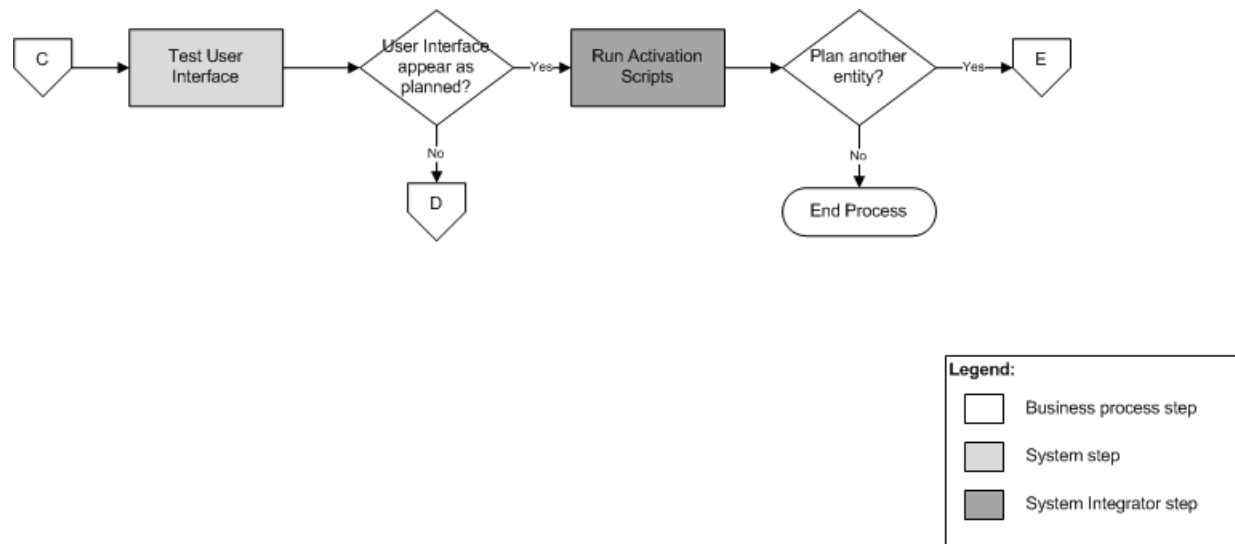 C
Test User
Interface
User Interface
appear as
planned?
Yes
Run Activation
Scripts
Plan another
entity?
Yes
E
No
D
No
End Process
Legend:
Business process step
System step
System Integrator step